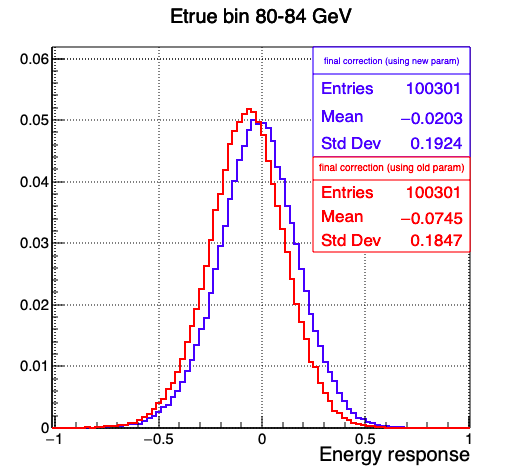 Etrue bin 80-84 GeV
final correction (using new param)
Entries 100301
Mean −0.0203
Std Dev 0.1924
final correction (using old param)
Entries 100301
Mean −0.0745
Std Dev 0.1847
0.06
0.05
0.04
0.03
0.02
0.01
0
−1 −0.5 0 0.5 1
Energy response